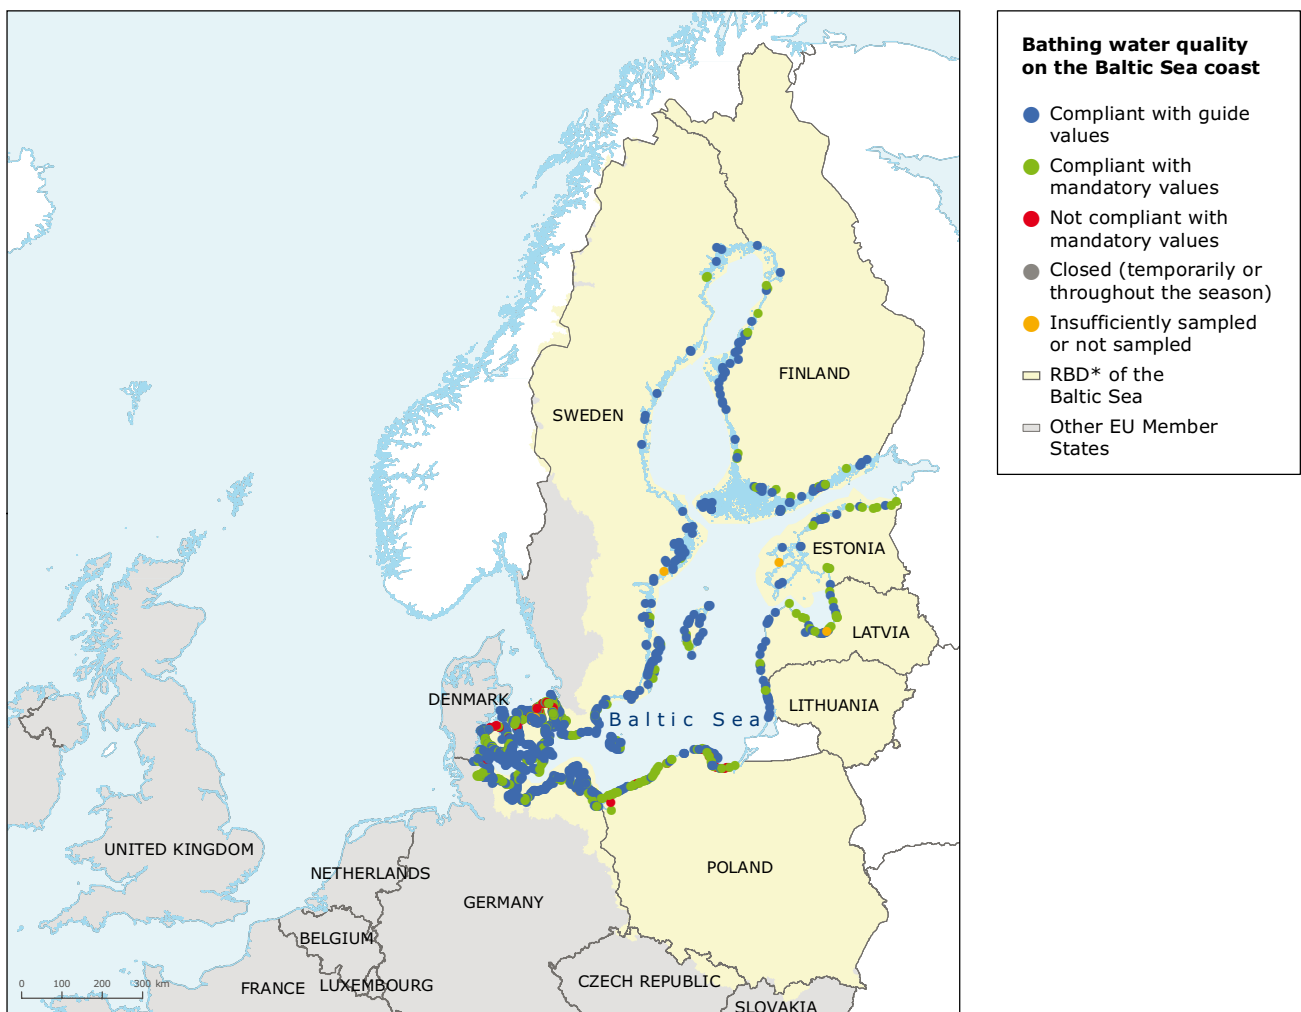 Bathing water quality
on the Baltic Sea coast
Compliant with guide
values
Compliant with
mandatory values
Not compliant with
mandatory values
Closed (temporarily or
throughout the season)
Insufficiently sampled
or not sampled
RBD* of the
Baltic Sea
Other EU Member
States
FINLAND
SWEDEN
ESTONIA
LATVIA
DENMARK
LITHUANIA
Baltic Sea
UNITED KINGDOM
NETHERLANDS
POLAND
GERMANY
BELGIUM
CZECH REPUBLIC
FRANCE
LUXEMBOURG
SLOVAKIA
0 100 200 300 km